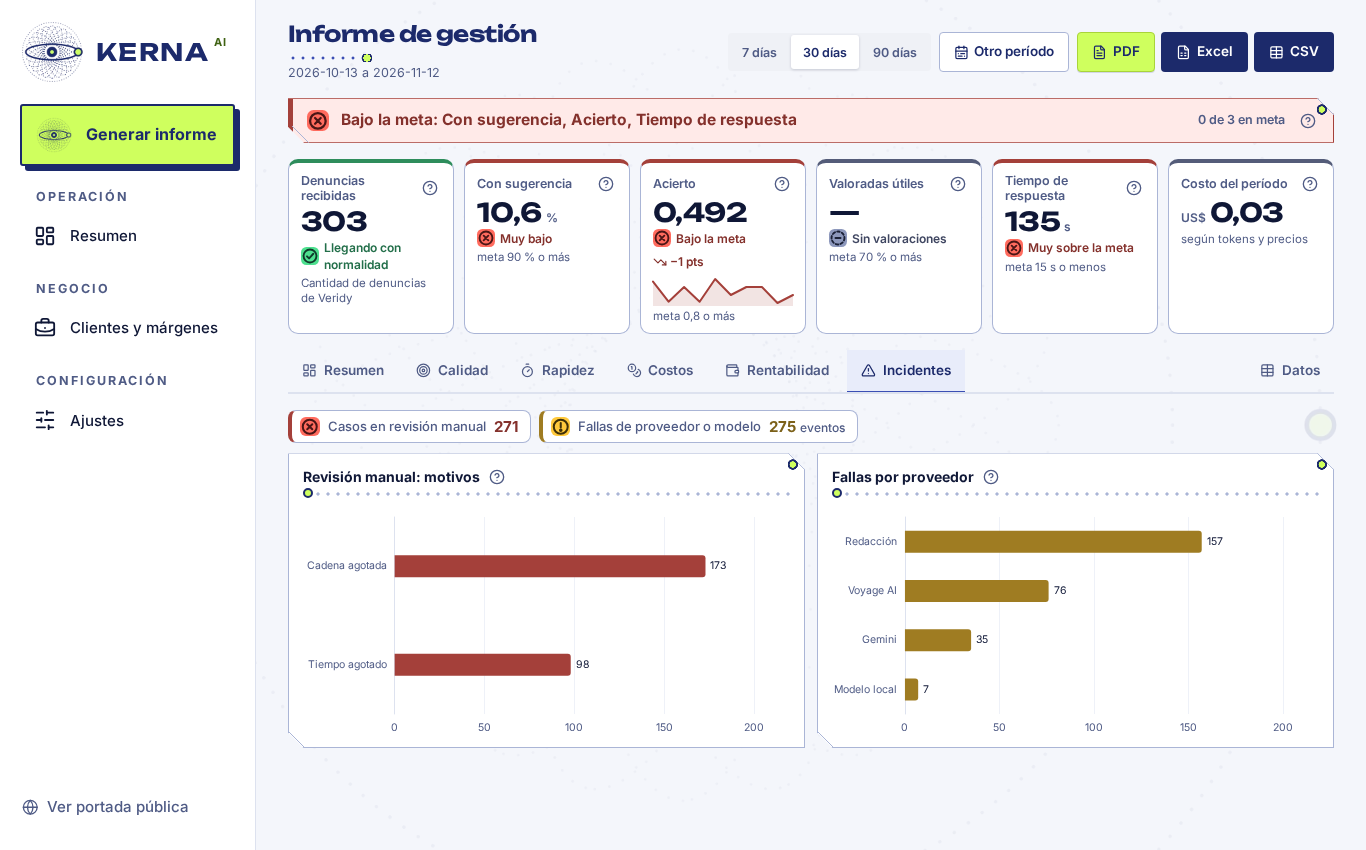 KERNA AI
Generar informe
OPERACIÓN
Resumen
NEGOCIO
Clientes y márgenes
CONFIGURACIÓN
Ajustes
Ver portada pública
Informe de gestión
2026-10-13 a 2026-11-12
7 días
30 días
90 días
Otro período
PDF
Excel
CSV
Bajo la meta: Con sugerencia, Acierto, Tiempo de respuesta
0 de 3 en meta
Denuncias
recibidas
303
Llegando con
normalidad
Cantidad de denuncias
de Veridy
Con sugerencia
10,6 %
Muy bajo
meta 90 % o más
Acierto
0,492
Bajo la meta
−1 pts
meta 0,8 o más
Valoradas útiles
—
Sin valoraciones
meta 70 % o más
Tiempo de
respuesta
135 s
Muy sobre la meta
meta 15 s o menos
Costo del período
US$ 0,03
según tokens y precios
Resumen
Calidad
Rapidez
Costos
Rentabilidad
Incidentes
Datos
Casos en revisión manual 271
Fallas de proveedor o modelo 275 eventos
Revisión manual: motivos
Cadena agotada
173
Tiempo agotado
98
0 50 100 150 200
Fallas por proveedor
Redacción
157
Voyage AI
76
Gemini
35
Modelo local
7
0 50 100 150 200